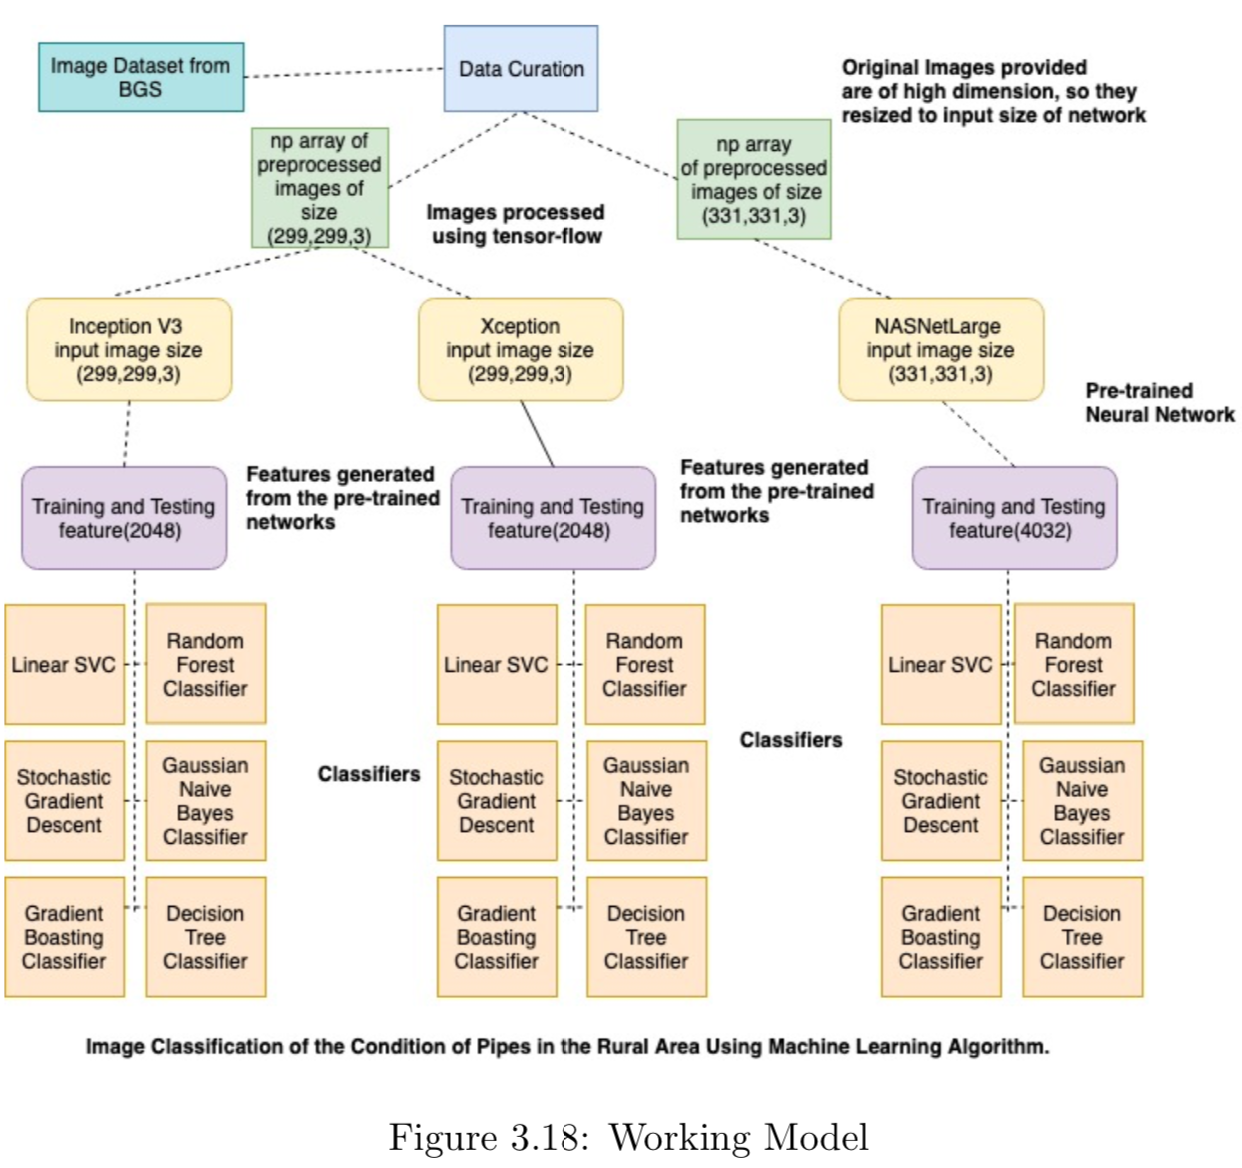 Image Dataset from
BGS
Data Curation
Original Images provided
are of high dimension, so they
resized to input size of network
np array of
preprocessed
images of
size
(299,299,3)
np array
of preprocessed
images of size
(331,331,3)
Images processed
using tensor-flow
Inception V3
input image size
(299,299,3)
Xception
input image size
(299,299,3)
NASNetLarge
input image size
(331,331,3)
Pre-trained
Neural Network
Training and Testing
feature(2048)
Features generated
from the pre-trained
networks
Training and Testing
feature(2048)
Features generated
from the pre-trained
networks
Training and Testing
feature(4032)
Linear SVC
Random
Forest
Classifier
Stochastic
Gradient
Descent
Gaussian
Naive
Bayes
Classifier
Gradient
Boasting
Classifier
Decision
Tree
Classifier
Classifiers
Linear SVC
Random
Forest
Classifier
Stochastic
Gradient
Descent
Gaussian
Naive
Bayes
Classifier
Gradient
Boasting
Classifier
Decision
Tree
Classifier
Classifiers
Linear SVC
Random
Forest
Classifier
Stochastic
Gradient
Descent
Gaussian
Naive
Bayes
Classifier
Gradient
Boasting
Classifier
Decision
Tree
Classifier
Image Classification of the Condition of Pipes in the Rural Area Using Machine Learning Algorithm.
Figure 3.18: Working Model